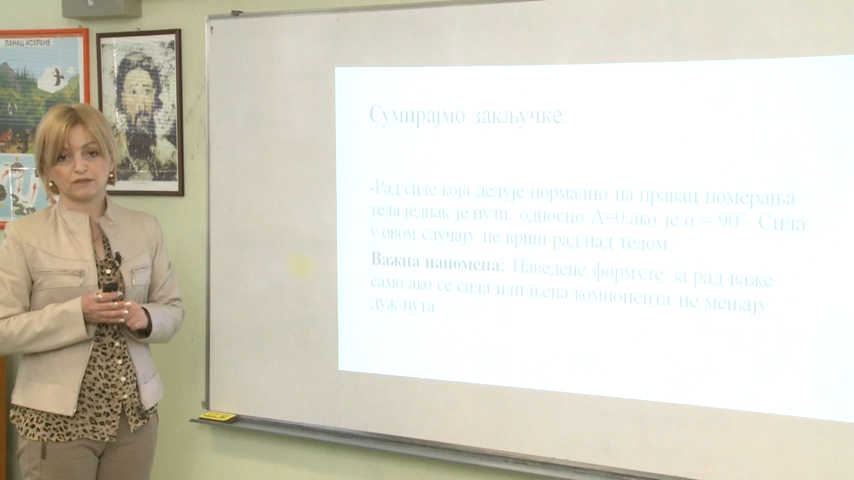 ЛАНАЦ ИСХРАНЕ
Сумирајмо закључке:
-Рад силе која делује нормално на правац померања
тела једнак је нули, односно А=0,ако је α = 90°. Сила
у овом случају не врши рад над телом.
Важна напомена: Наведене формуле за рад важе
само ако се сила или њена компонента не мењају
дуж пута